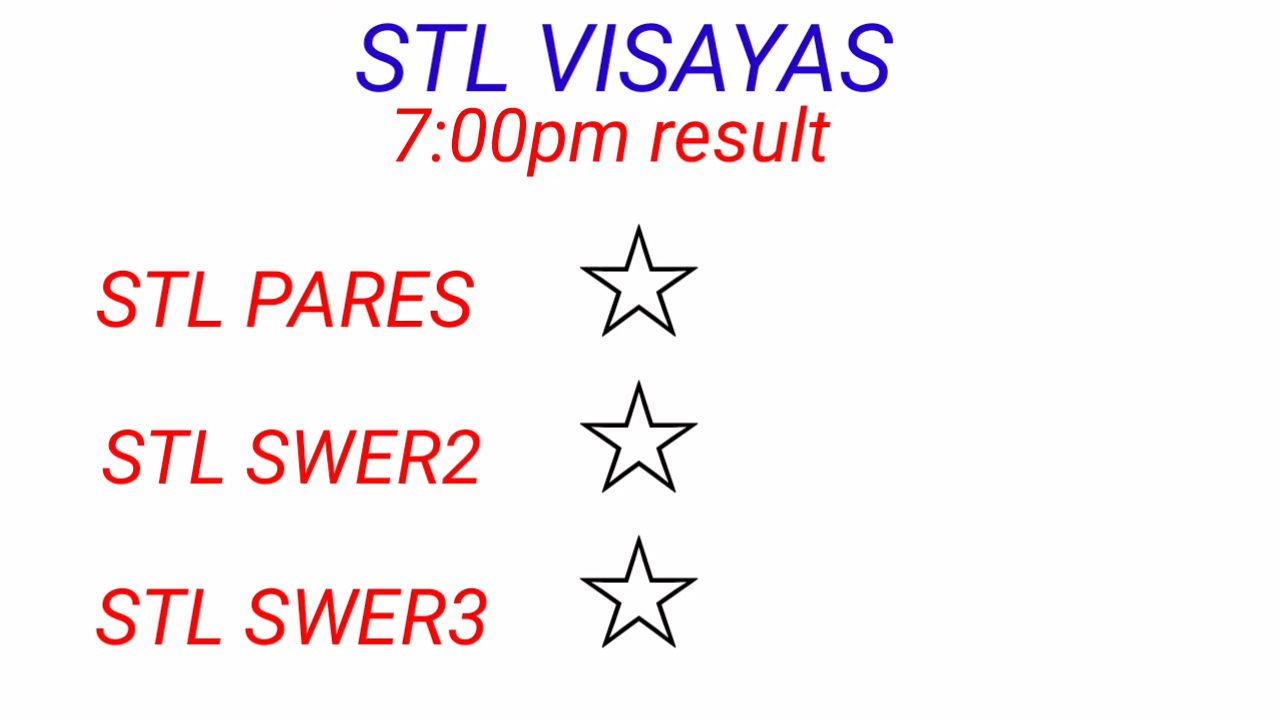 STL VISAYAS
7:00pm result
STL PARES
STL SWER2
STL SWER3